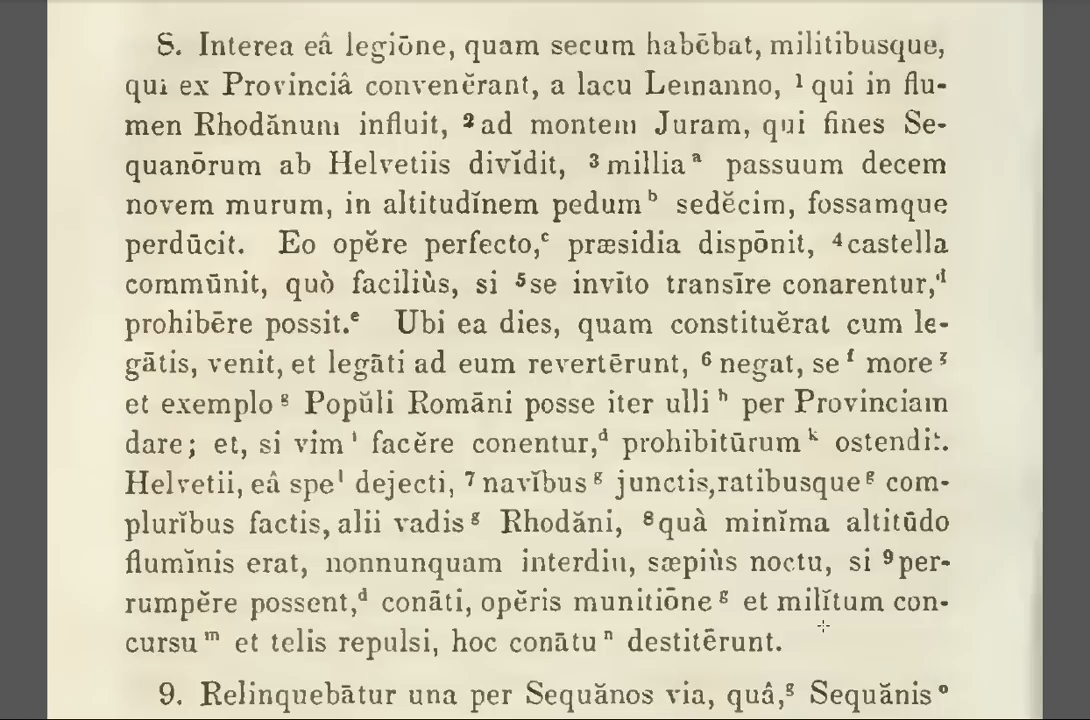 8. Interea eâ legiōne, quam secum habēbat, militibusque,
qui ex Provinciâ convenĕrant, a lacu Lemanno, ¹ qui in flu-
men Rhodănum influit, ² ad montem Juram, qui fines Se-
quanōrum ab Helvetiis divĭdit, ³ millia ᵃ passuum decem
novem murum, in altitudĭnem pedum ᵇ sedĕcim, fossamque
perdūcit. Eo opĕre perfecto,ᶜ præsidia dispōnit, ⁴ castella
commūnit, quò faciliùs, si ⁵ se invīto transīre conarentur,ᵈ
prohibēre possit.ᵉ Ubi ea dies, quam constituĕrat cum le-
gātis, venit, et legāti ad eum revertērunt, ⁶ negat, se ᶠ more ᵍ
et exemplo ᵍ Popŭli Romāni posse iter ulli ʰ per Provinciam
dare; et, si vim ⁱ facĕre conentur,ᵈ prohibitūrum ᵏ ostendit.
Helvetii, eâ spe ˡ dejecti, ⁷ navĭbus ᵍ junctis, ratibusque ᵍ com-
plurĭbus factis, alii vadis ᵍ Rhodăni, ⁸ quà minĭma altitūdo
flumĭnis erat, nonnunquam interdiu, sæpiùs noctu, si ⁹ per-
rumpĕre possent,ᵈ conāti, opĕris munitiōne ᵍ et milĭtum con-
cursu ᵐ et telis repulsi, hoc conātu ⁿ destitērunt.
9. Relinquebātur una per Sequănos via, quâ,ᵍ Sequănis ᵒ